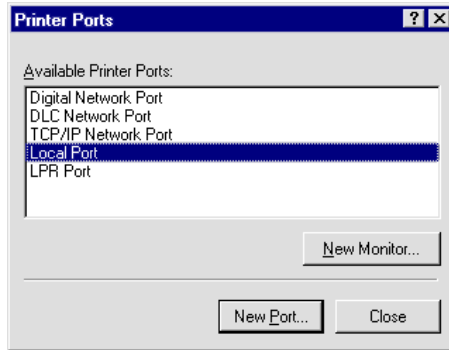 Printer Ports
Available Printer Ports:
Digital Network Port
DLC Network Port
TCP/IP Network Port
Local Port
LPR Port
New Monitor...
New Port...
Close